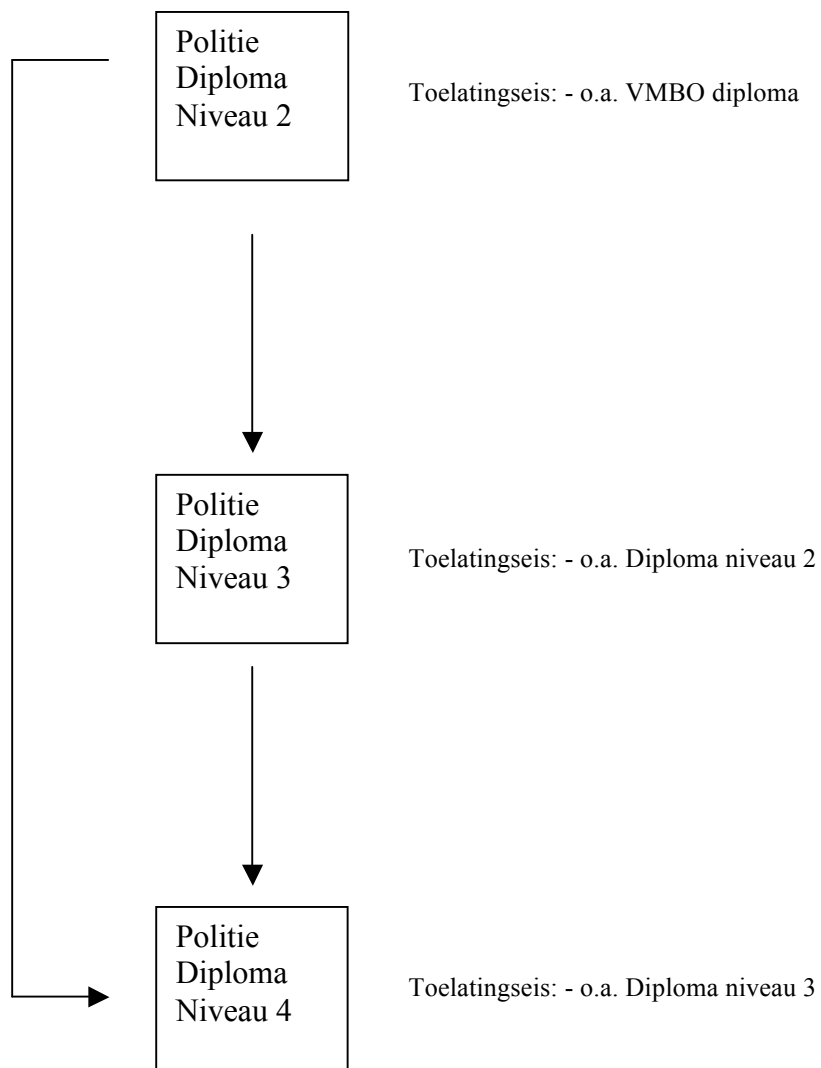 Politie
Diploma
Niveau 2
Toelatingseis: - o.a. VMBO diploma
Politie
Diploma
Niveau 3
Toelatingseis: - o.a. Diploma niveau 2
Politie
Diploma
Niveau 4
Toelatingseis: - o.a. Diploma niveau 3